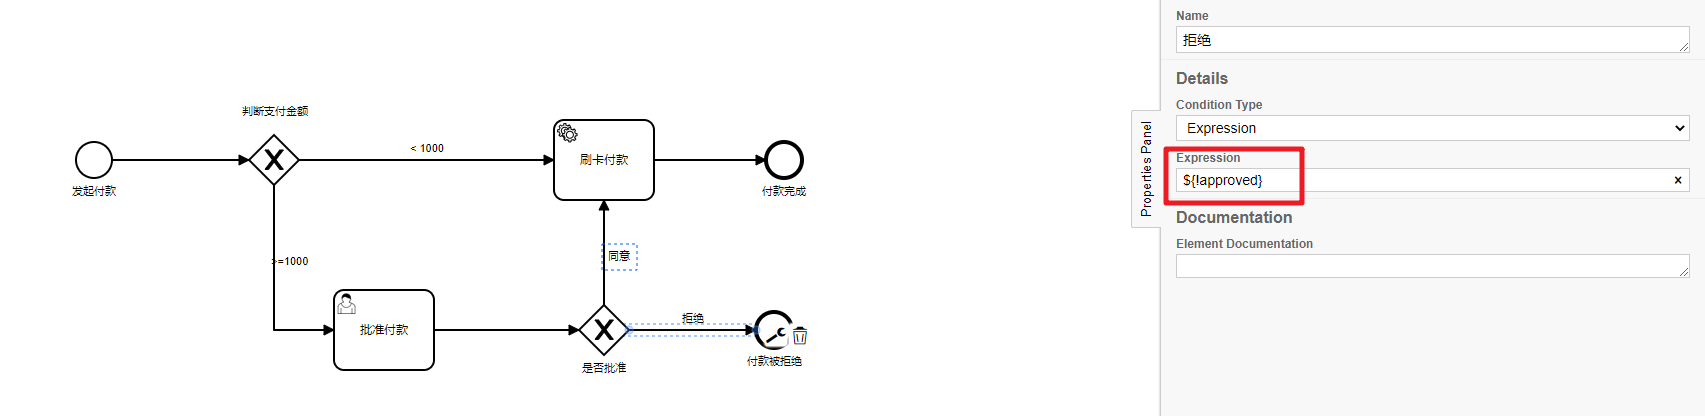 判断支付金额
发起付款
< 1000
刷卡付款
付款完成
>=1000
同意
批准付款
拒绝
是否批准
付款被拒绝
Properties Panel
Name
拒绝
Details
Condition Type
Expression
Expression
${!approved}
×
Documentation
Element Documentation